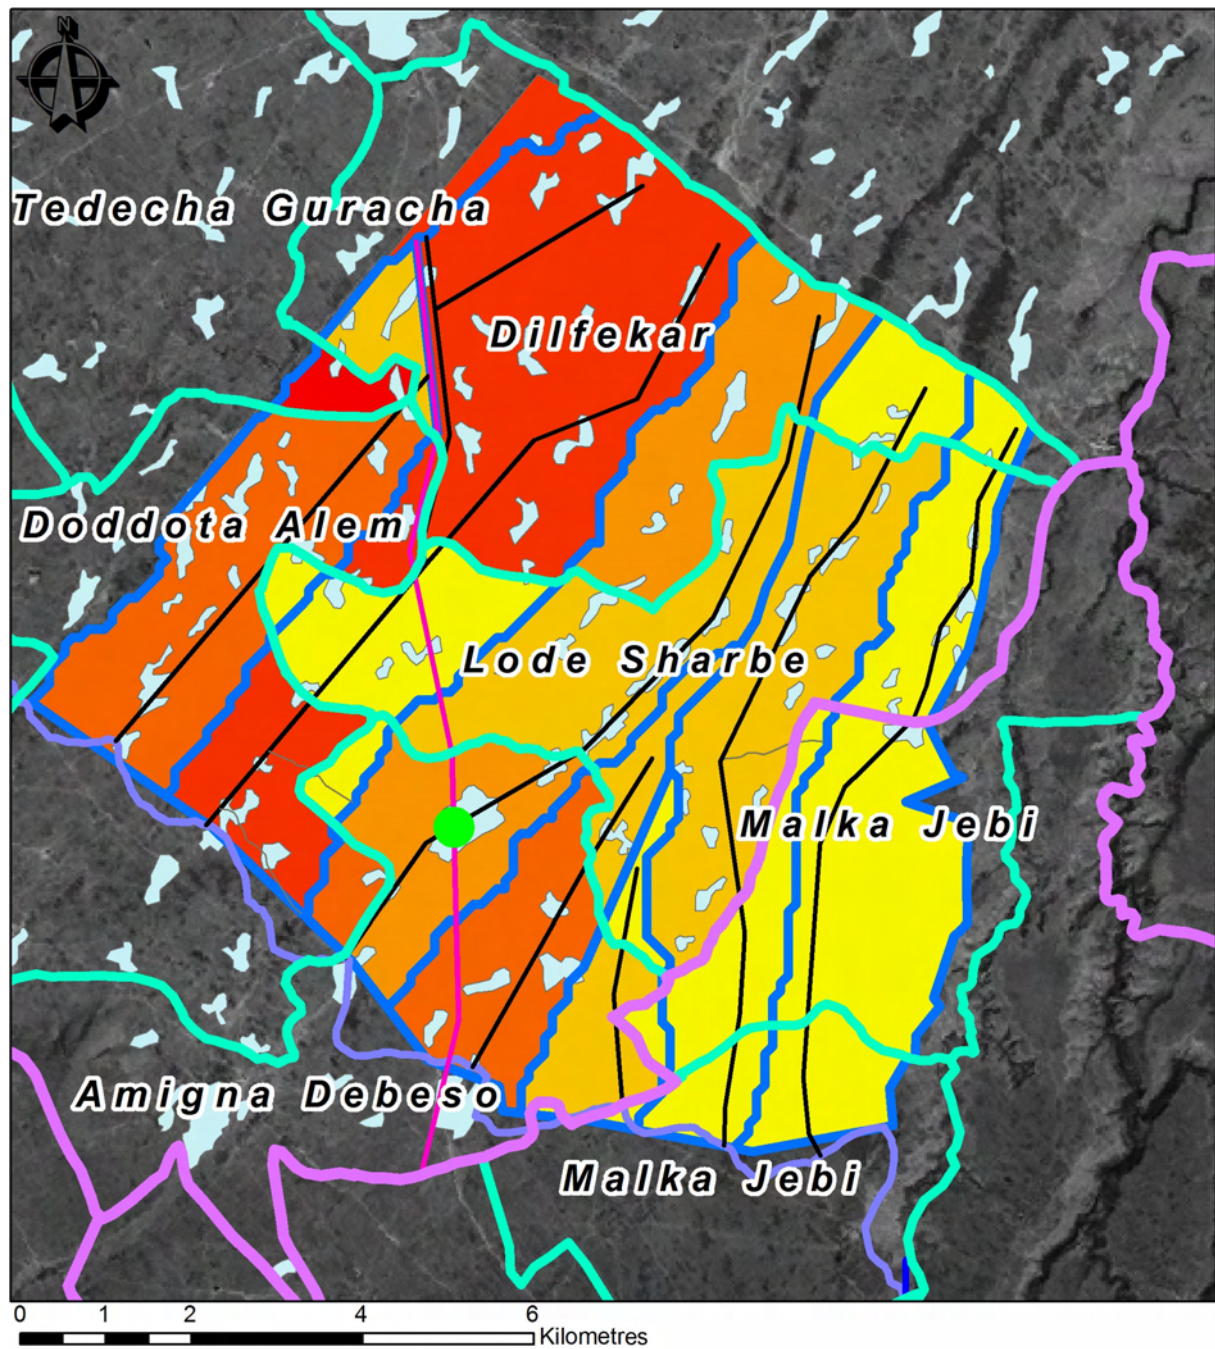 N
Tedecha Guracha
Dilfekar
Doddota Alem
Lode Sharbe
Malka Jebi
Amigna Debeso
Malka Jebi
0 1 2 4 6
Kilometres